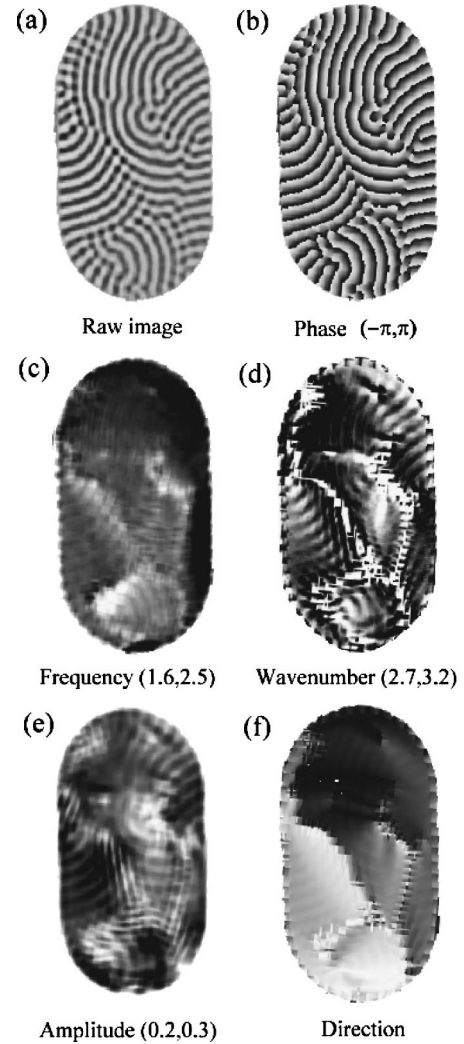 (a)
(b)
Raw image
Phase (−π,π)
(c)
(d)
Frequency (1.6,2.5)
Wavenumber (2.7,3.2)
(e)
(f)
Amplitude (0.2,0.3)
Direction